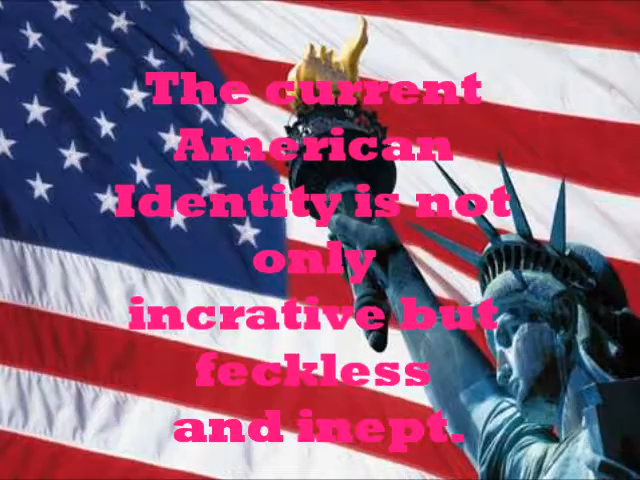 The current
American
Identity is not
only
incrative but
feckless
and inept.